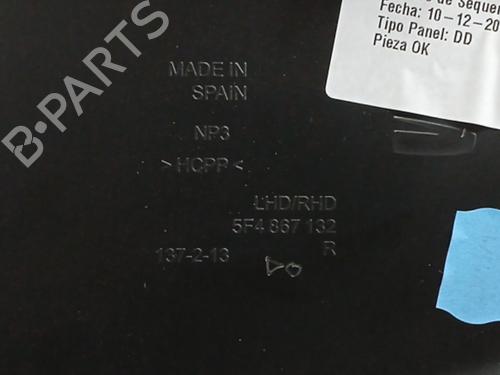 de Sequen
Fecha: 10-12-20
Tipo Panel: DD
Pieza OK
MADE IN
SPAIN
NP3
>HCPP<
LHD/RHD
5F4 867 132
R
137-2-13
B-PARTS